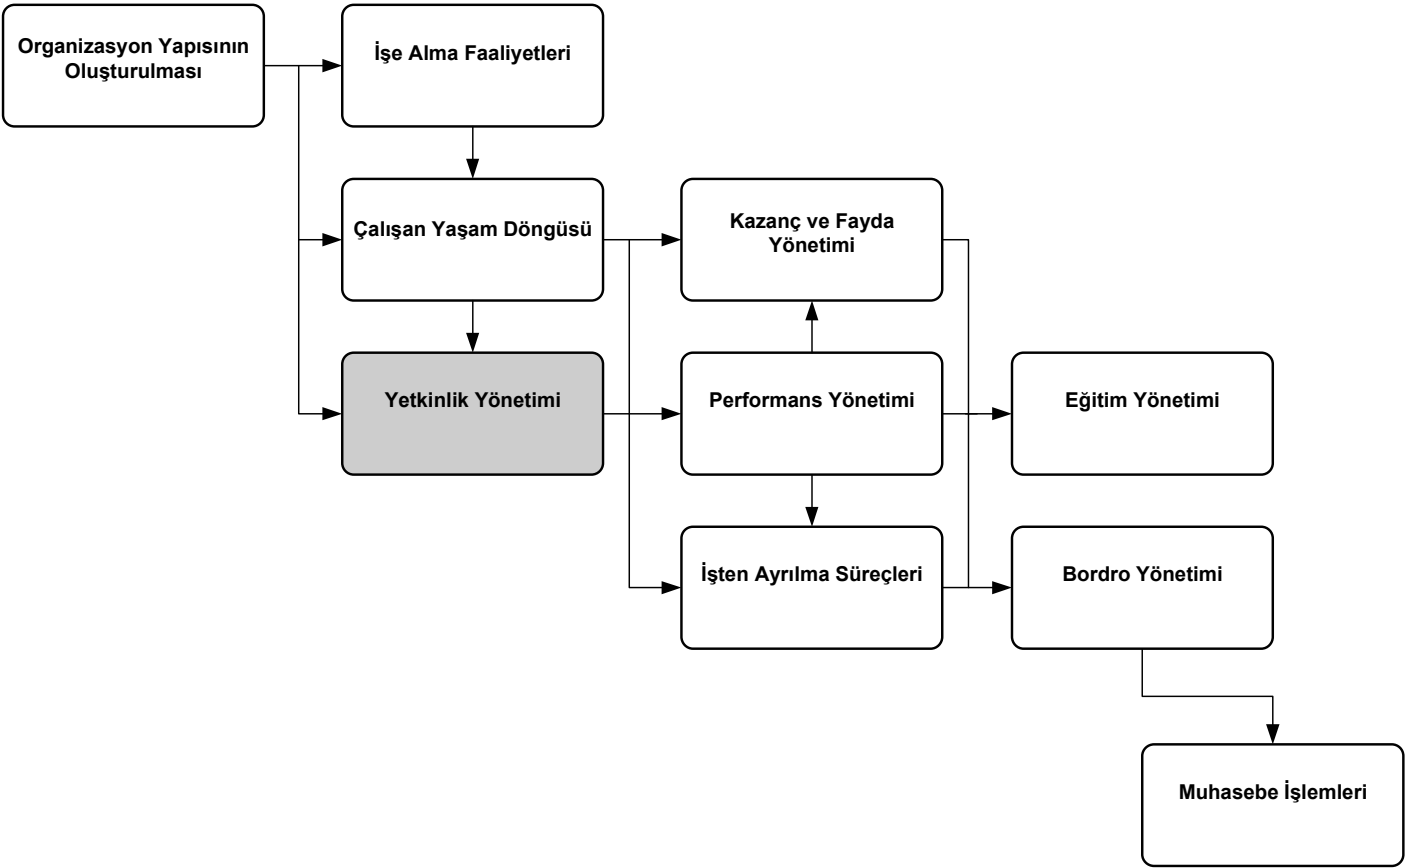 Organizasyon Yapısının
Oluşturulması
İşe Alma Faaliyetleri
Çalışan Yaşam Döngüsü
Kazanç ve Fayda
Yönetimi
Yetkinlik Yönetimi
Performans Yönetimi
Eğitim Yönetimi
İşten Ayrılma Süreçleri
Bordro Yönetimi
Muhasebe İşlemleri